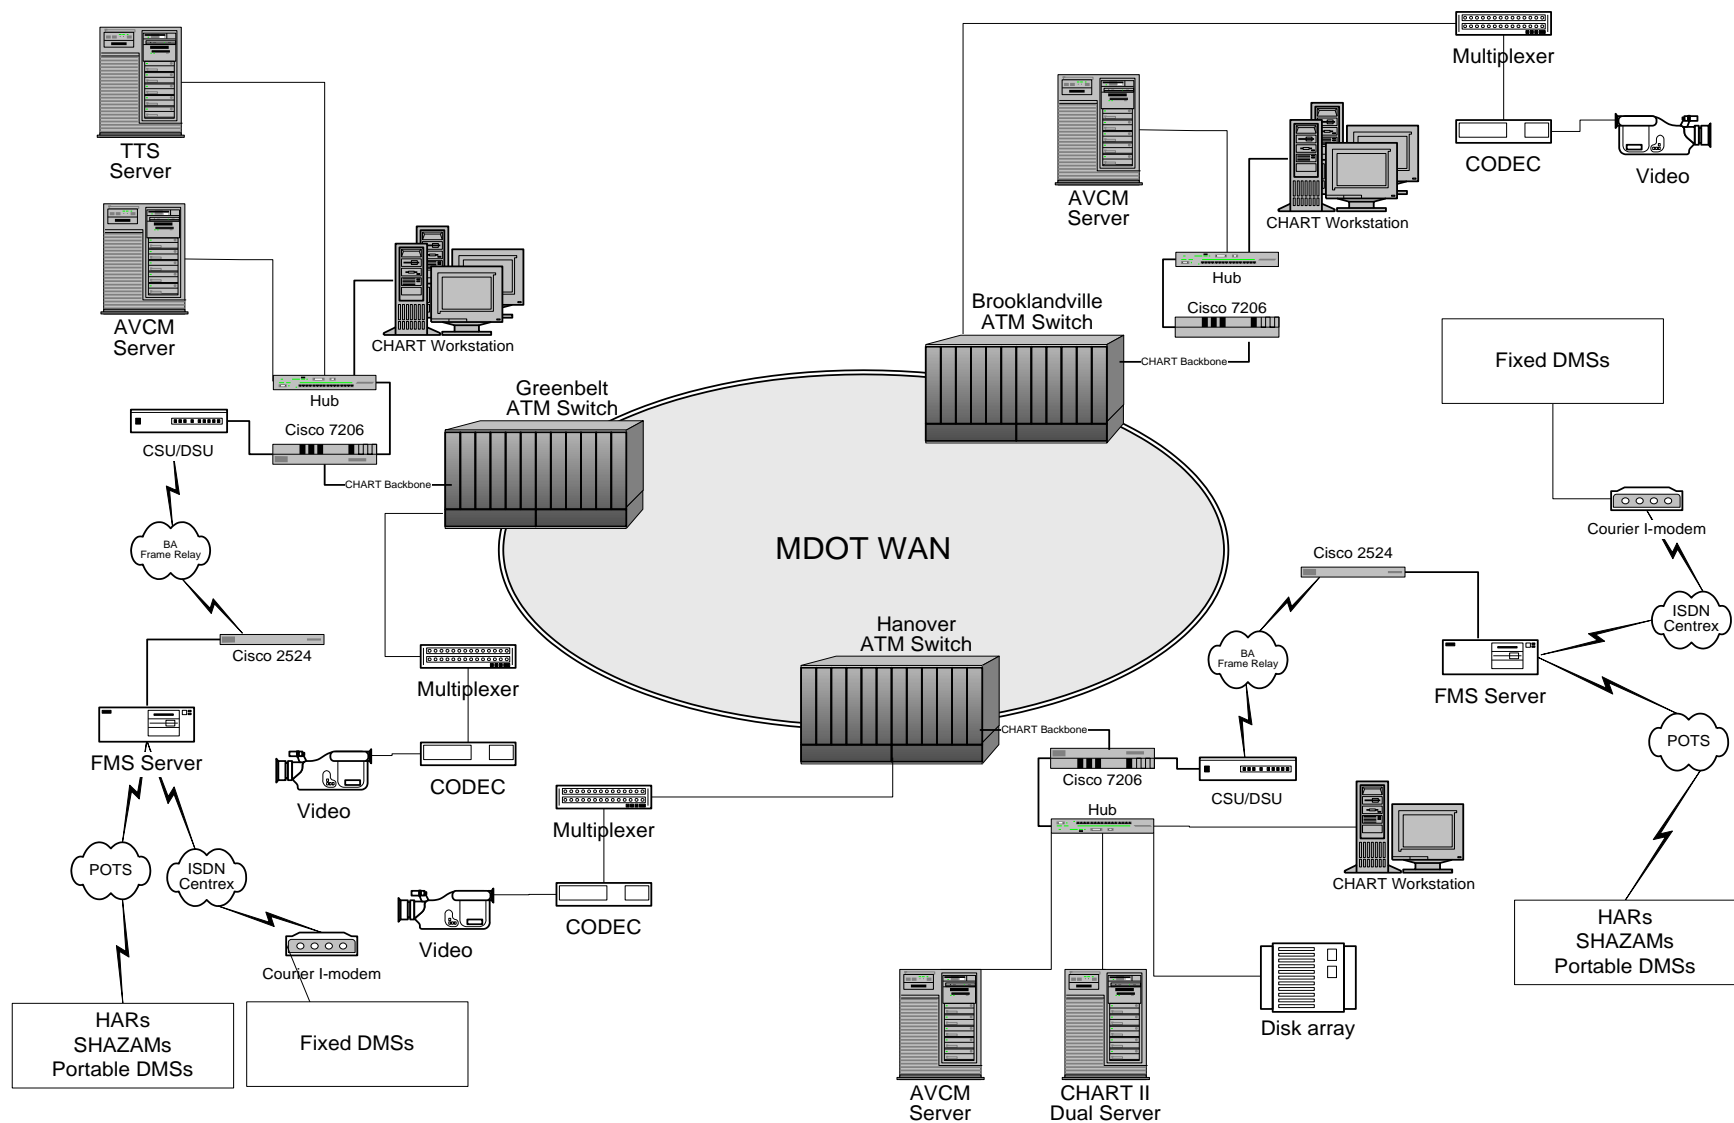 TTS
Server
AVCM
Server
CHART Workstation
Hub
Cisco 7206
CSU/DSU
CHART Backbone
Greenbelt
ATM Switch
BA
Frame Relay
Cisco 2524
FMS Server
POTS
ISDN
Centrex
Courier I-modem
HARs
SHAZAMs
Portable DMSs
Fixed DMSs
Multiplexer
CODEC
Video
MDOT WAN
Multiplexer
AVCM
Server
CODEC
Video
CHART Workstation
Hub
Cisco 7206
Brooklandville
ATM Switch
CHART Backbone
Fixed DMSs
Courier I-modem
Cisco 2524
ISDN
Centrex
BA
Frame Relay
FMS Server
POTS
HARs
SHAZAMs
Portable DMSs
Hanover
ATM Switch
CHART Backbone
Cisco 7206
CSU/DSU
Hub
Multiplexer
CODEC
Video
CHART Workstation
AVCM
Server
CHART II
Dual Server
Disk array